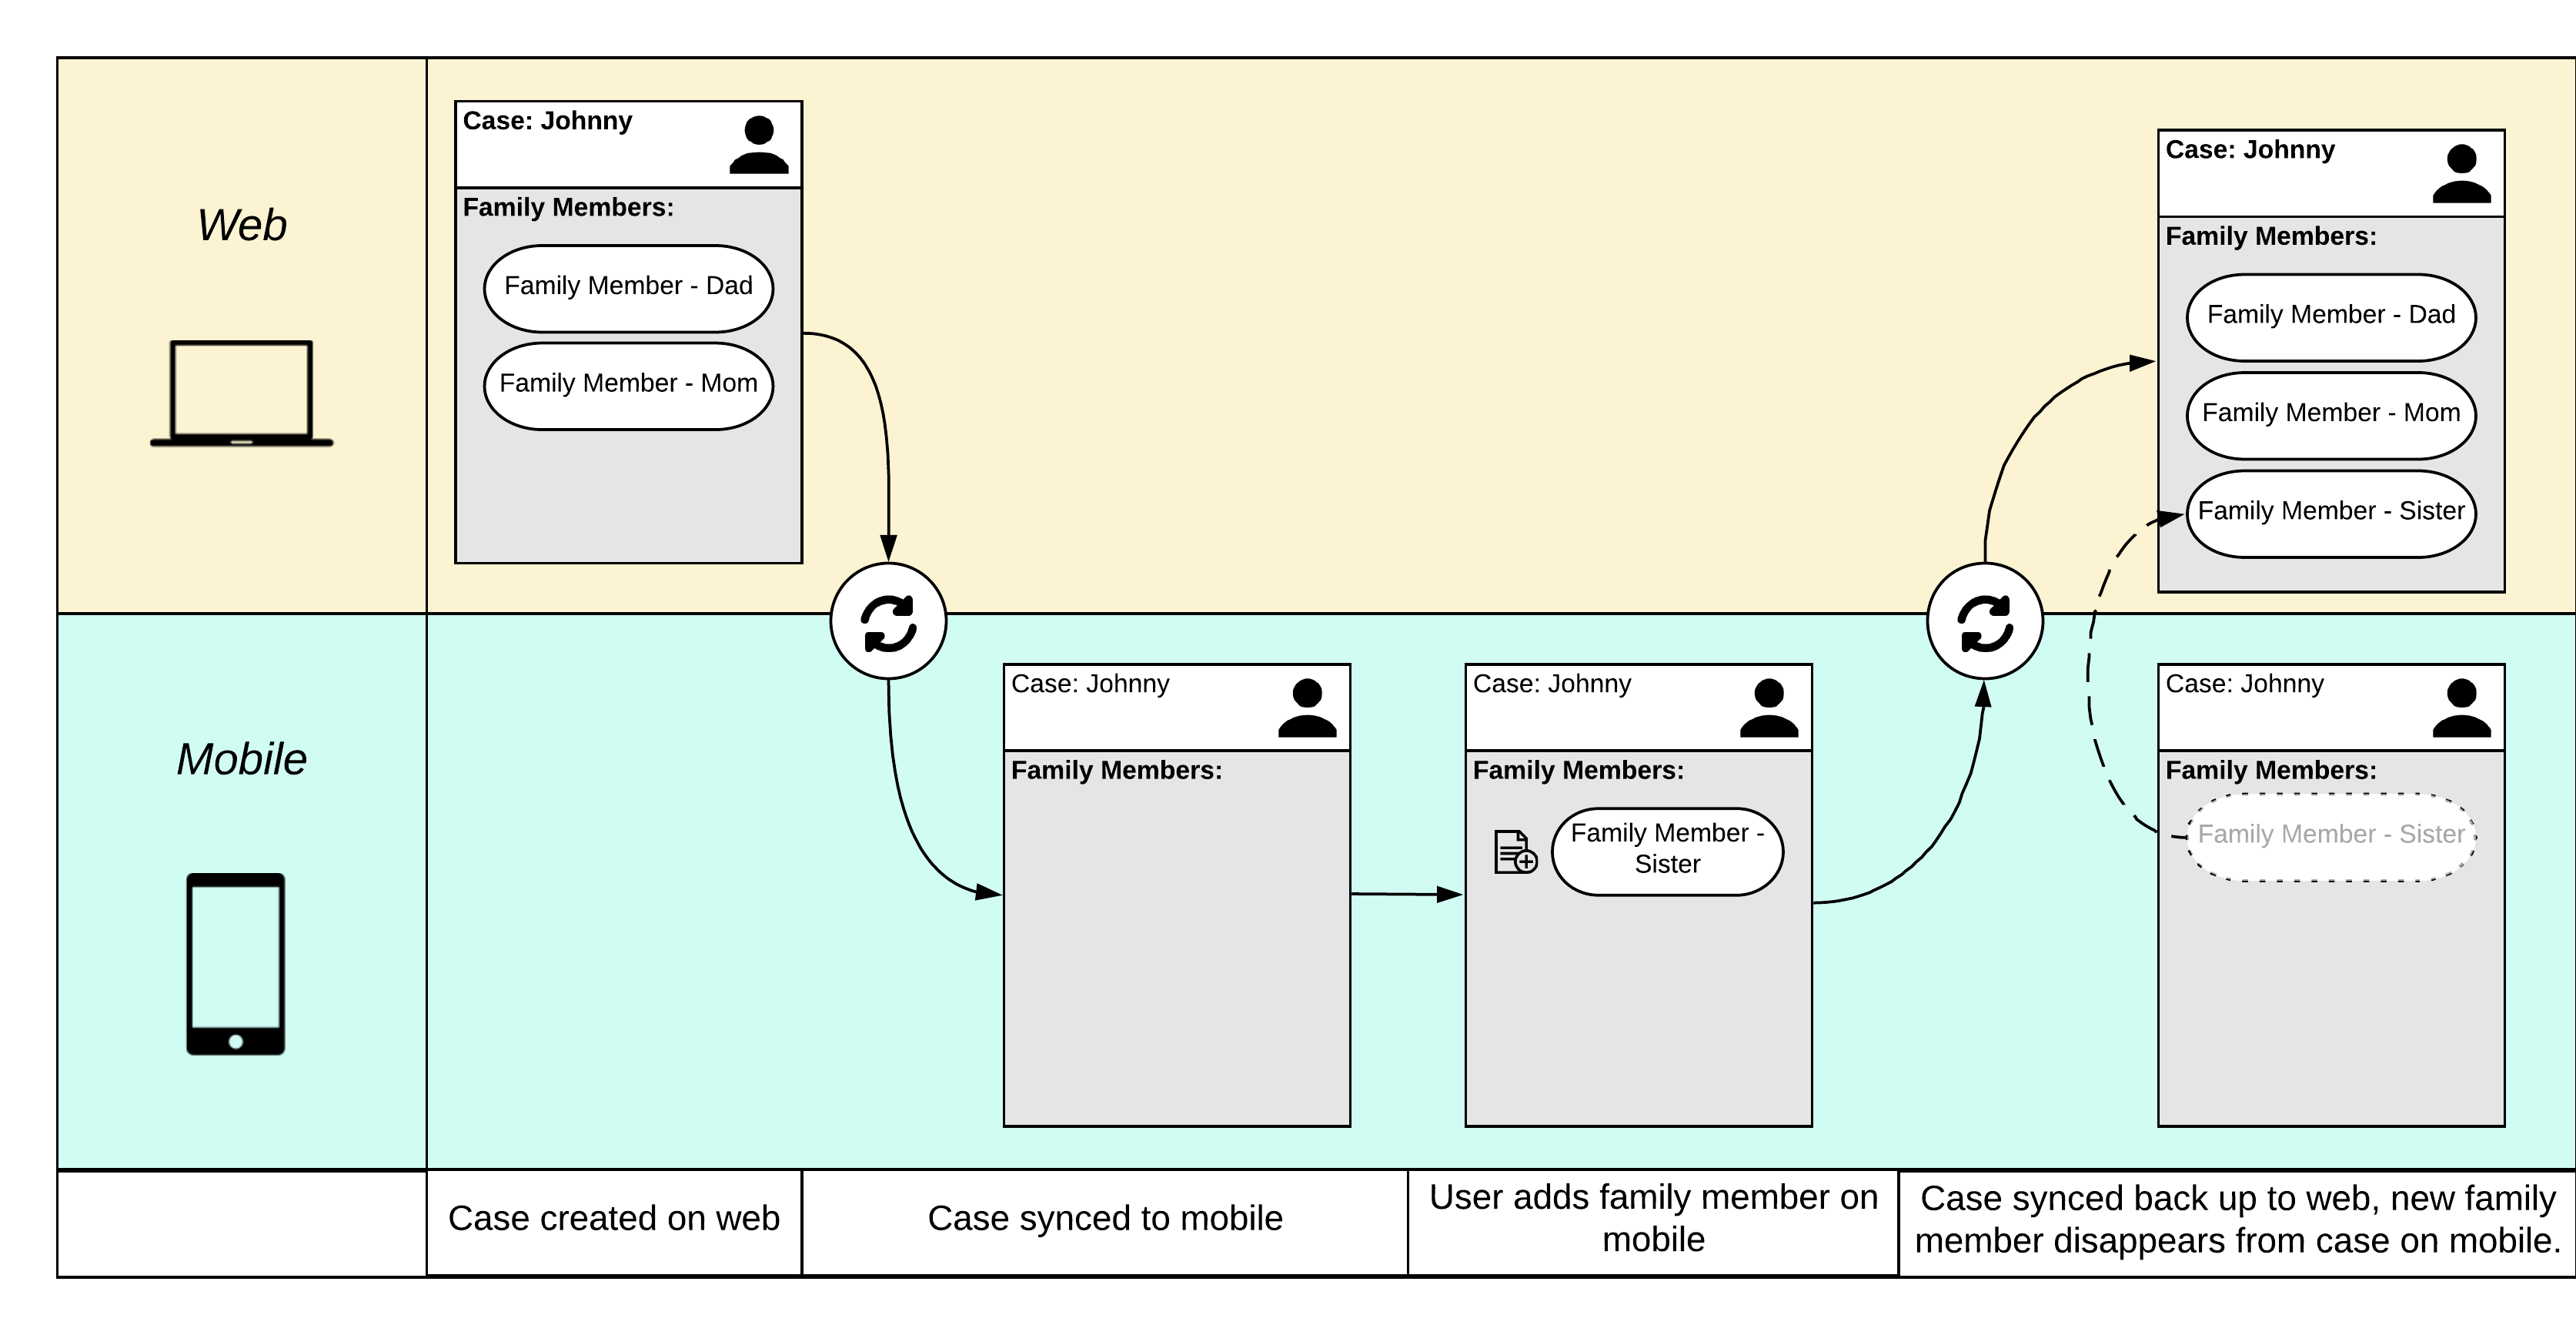 Web
Case: Johnny
Family Members:
Family Member - Dad
Family Member - Mom
Case: Johnny
Family Members:
Family Member - Dad
Family Member - Mom
Family Member - Sister
Mobile
Case: Johnny
Family Members:
Case: Johnny
Family Members:
Family Member -
Sister
Case: Johnny
Family Members:
Family Member - Sister
Case created on web
Case synced to mobile
User adds family member on
mobile
Case synced back up to web, new family
member disappears from case on mobile.